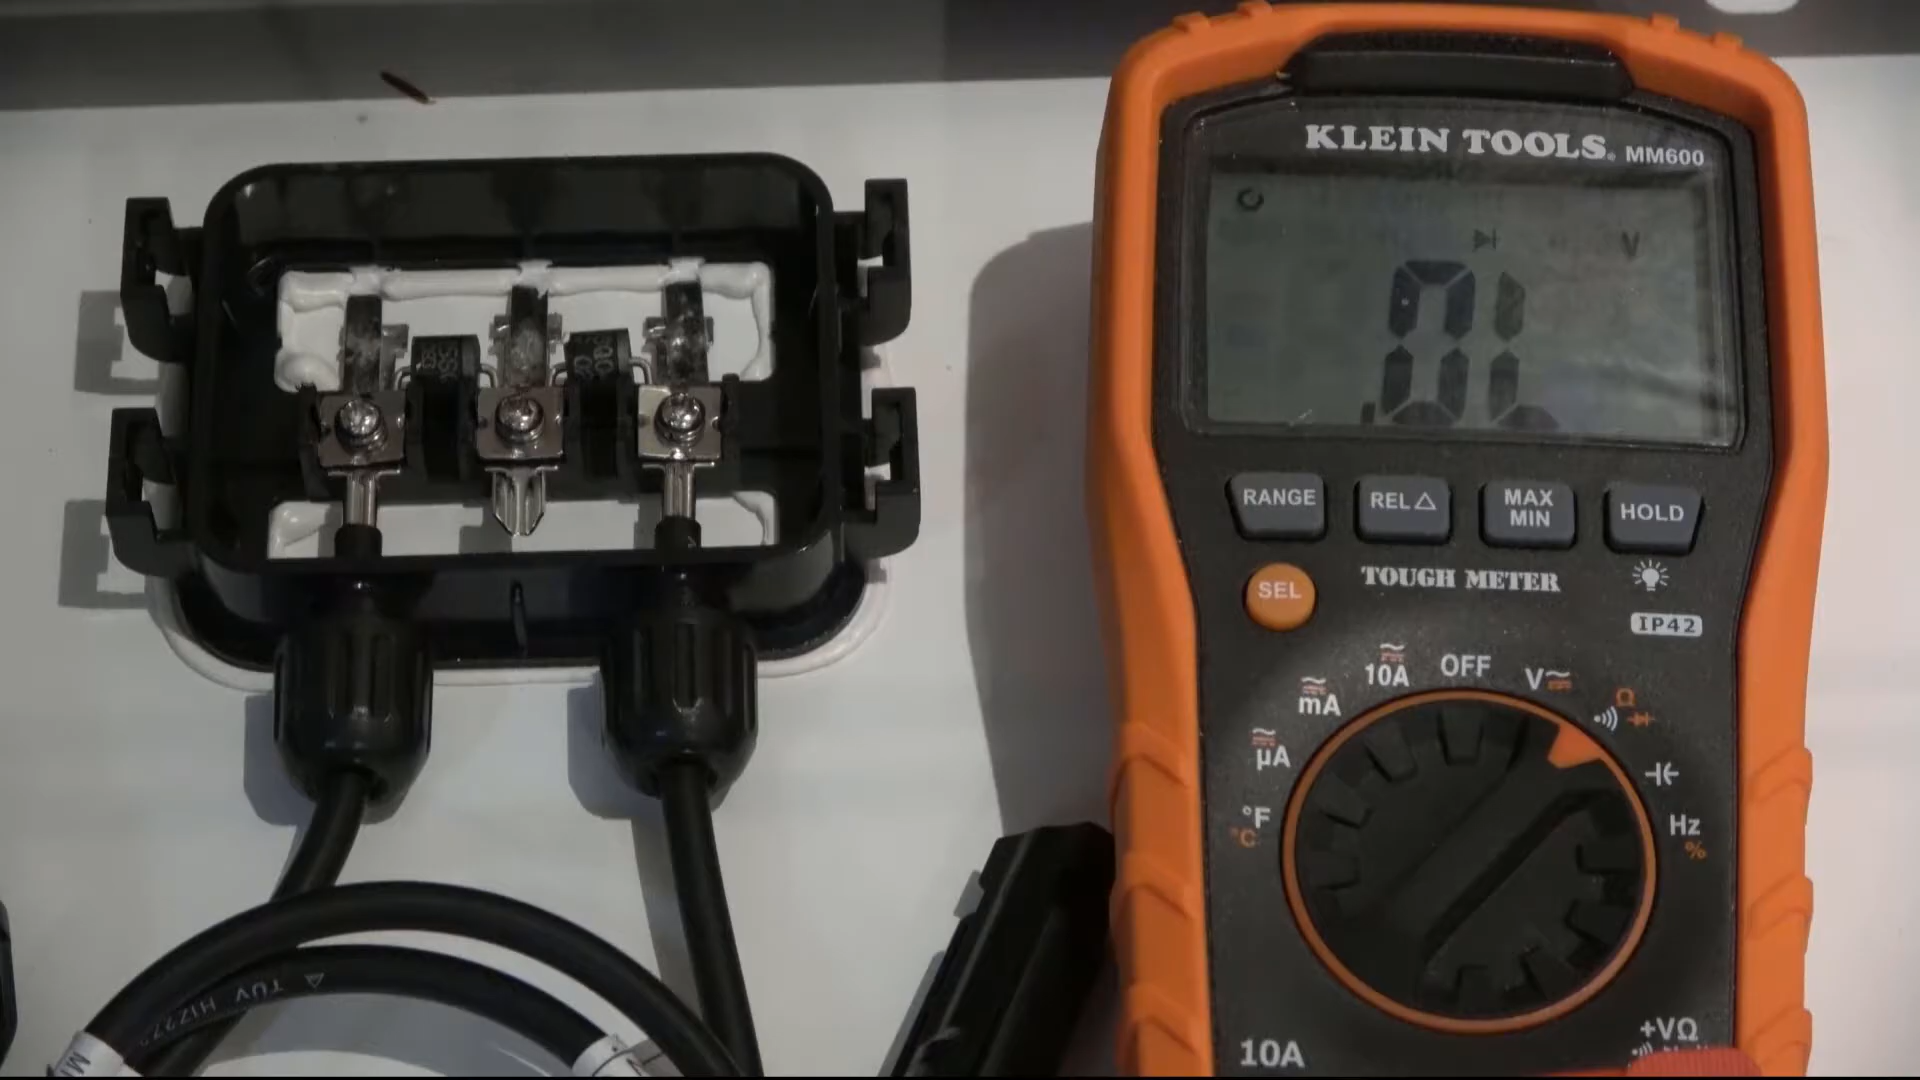 KLEIN TOOLS® MM600
V
.0L
RANGE
REL△
MAX
MIN
HOLD
SEL
TOUGH METER
IP42
OFF
10A
V
Ω
mA
µA
°F
°C
Hz
%
TUV
10A
+VΩ